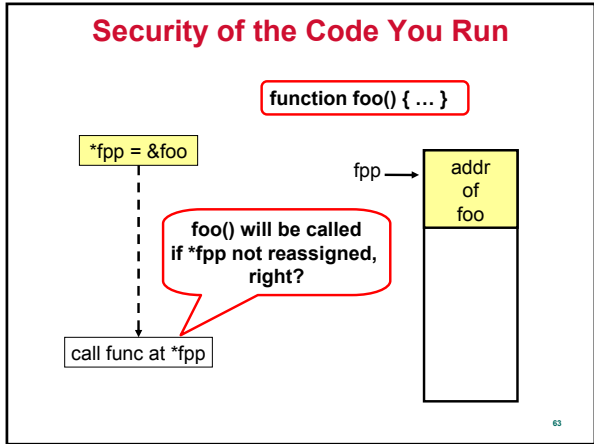 Security of the Code You Run
function foo() { … }
*fpp = &foo
fpp
addr
of
foo
foo() will be called
if *fpp not reassigned,
right?
call func at *fpp
63